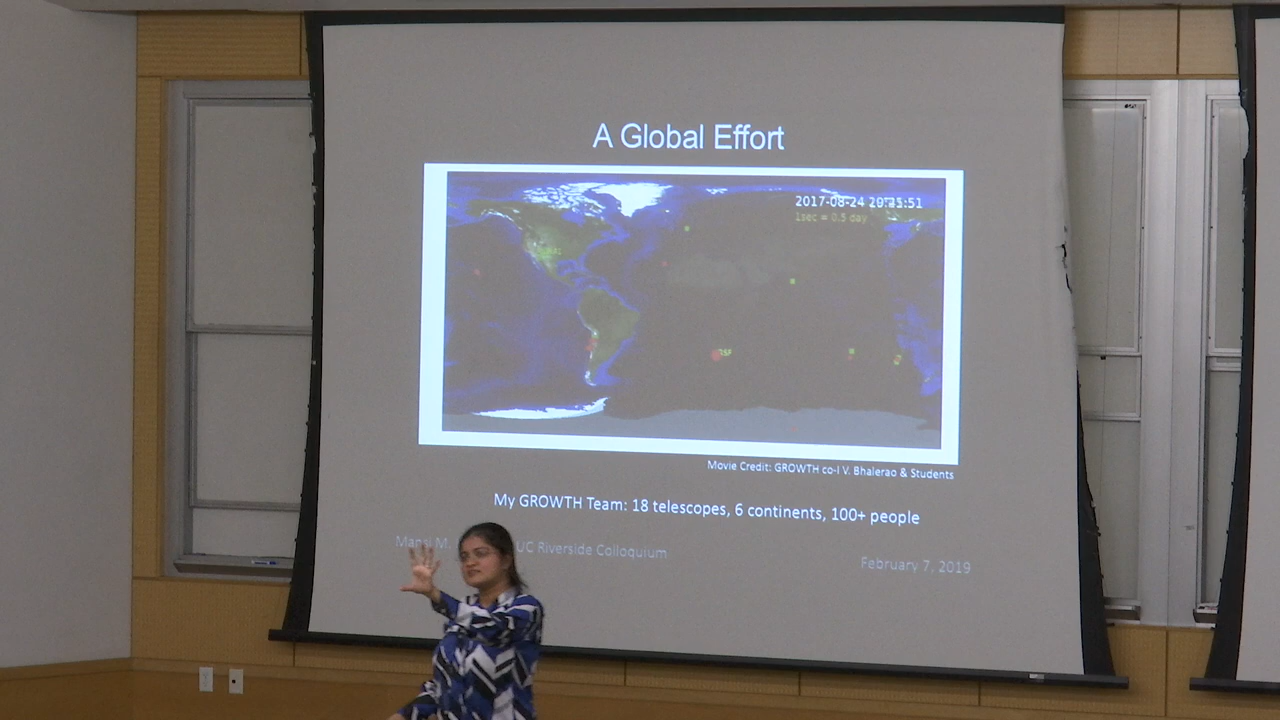 A Global Effort
2017-08-24
1sec = 0.5 day
Movie Credit: GROWTH co-I V. Bhalerao & Students
My GROWTH Team: 18 telescopes, 6 continents, 100+ people
Mansi M. UC Riverside Colloquium
February 7, 2019